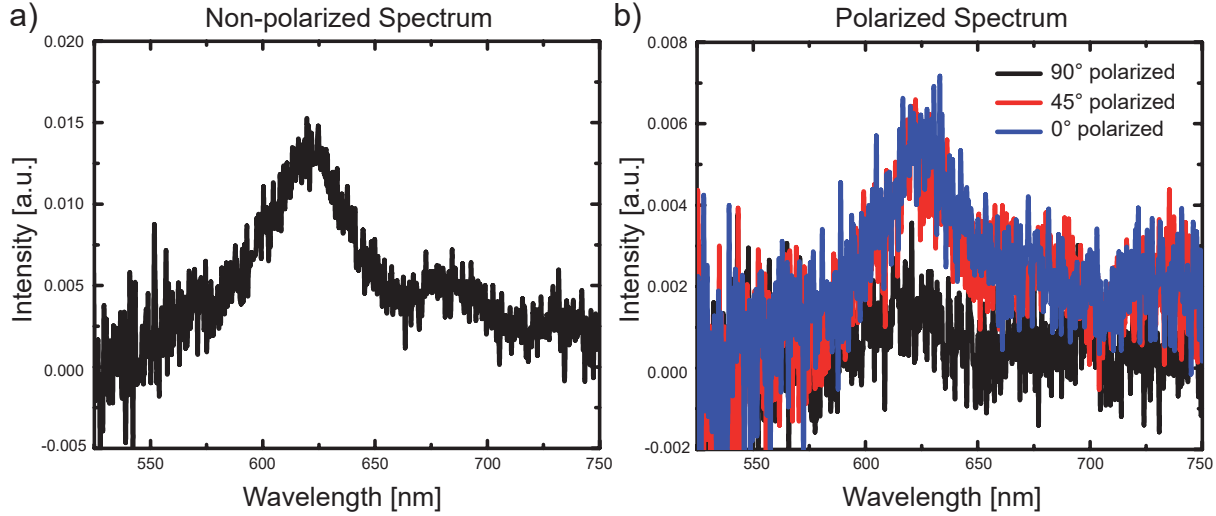 a)
Non-polarized Spectrum
0.020
0.015
0.010
0.005
0.000
-0.005
Intensity [a.u.]
550
600
650
700
750
Wavelength [nm]
b)
Polarized Spectrum
0.008
0.006
0.004
0.002
0.000
-0.002
Intensity [a.u.]
90° polarized
45° polarized
0° polarized
550
600
650
700
750
Wavelength [nm]